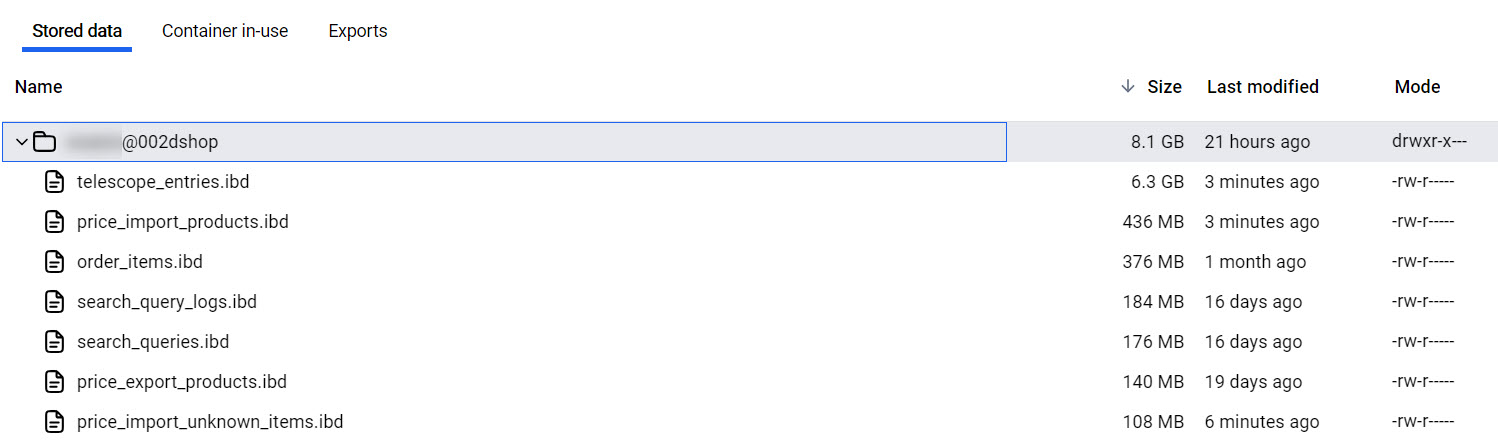 Stored data Container in-use Exports
Name Size Last modified Mode
@002dshop 8.1 GB 21 hours ago drwxr-x---
telescope_entries.ibd 6.3 GB 3 minutes ago -rw-r-----
price_import_products.ibd 436 MB 3 minutes ago -rw-r-----
order_items.ibd 376 MB 1 month ago -rw-r-----
search_query_logs.ibd 184 MB 16 days ago -rw-r-----
search_queries.ibd 176 MB 16 days ago -rw-r-----
price_export_products.ibd 140 MB 19 days ago -rw-r-----
price_import_unknown_items.ibd 108 MB 6 minutes ago -rw-r-----